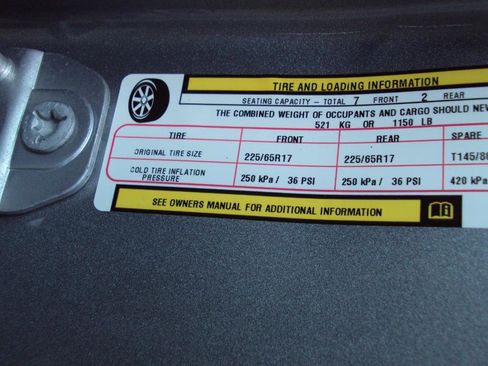 TIRE AND LOADING INFORMATION
SEATING CAPACITY - TOTAL 7 FRONT 2 REAR
THE COMBINED WEIGHT OF OCCUPANTS AND CARGO SHOULD
521 KG OR 1150 LB
TIRE FRONT REAR SPARE
ORIGINAL TIRE SIZE 225/65R17 225/65R17
COLD TIRE INFLATION PRESSURE 250 kPa / 36 PSI 250 kPa / 36 PSI 420 kPa
SEE OWNERS MANUAL FOR ADDITIONAL INFORMATION